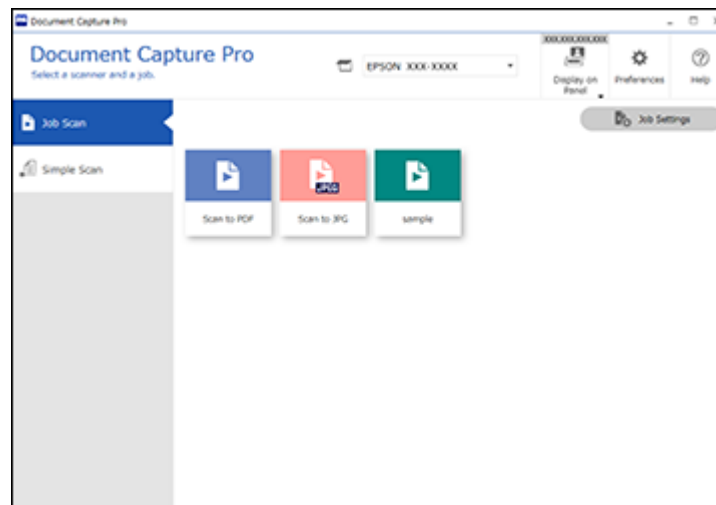 Document Capture Pro
Document Capture Pro
Select a scanner and a job.
EPSON XXX-XXXX
XXX.XXX.XXX.XXX
Display on
Panel
Preferences
Help
Job Scan
Job Settings
Simple Scan
JPEG
Scan to PDF
Scan to JPG
sample